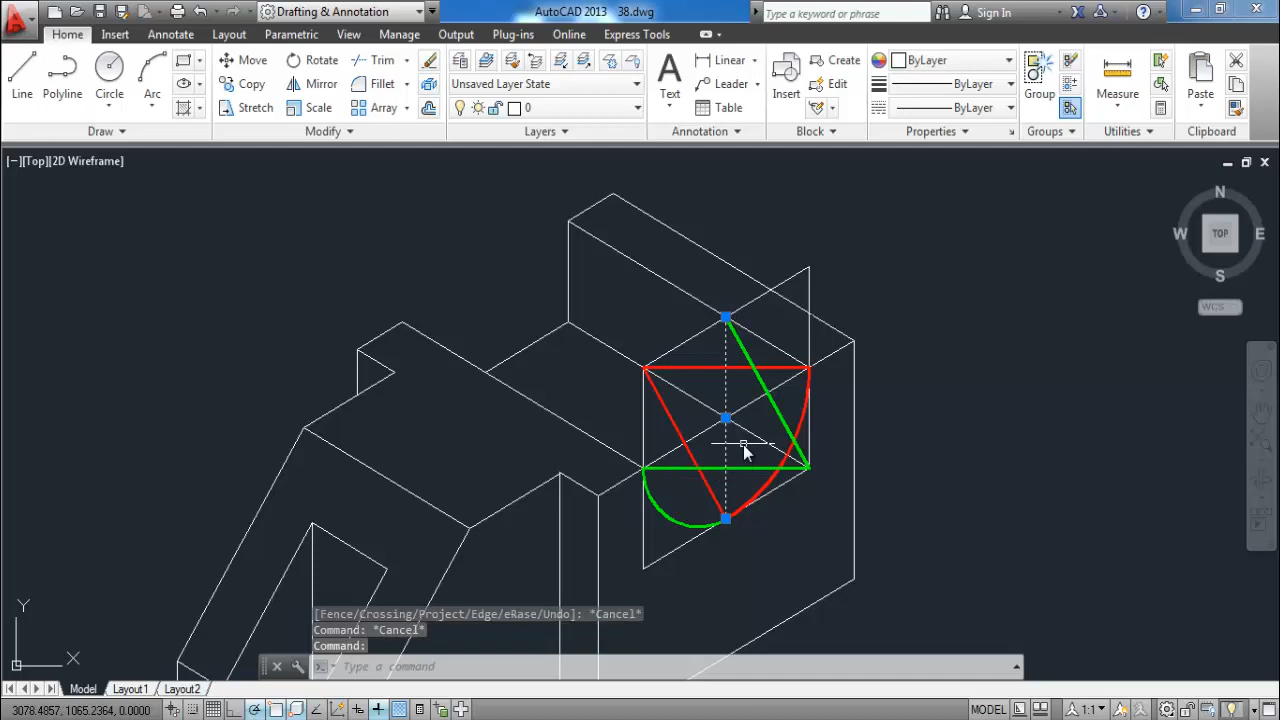 Drafting & Annotation
AutoCAD 2013 38.dwg
Type a keyword or phrase
Sign In
Home Insert Annotate Layout Parametric View Manage Output Plug-ins Online Express Tools
Line Polyline Circle Arc
Move Rotate Trim
Copy Mirror Fillet
Stretch Scale Array
Unsaved Layer State
0
Text
Linear
Leader
Table
Insert
Create
Edit
ByLayer
ByLayer
ByLayer
Group
Measure
Paste
Draw Modify Layers Annotation Block Properties Groups Utilities Clipboard
[−][Top][2D Wireframe]
N
W TOP E
S
WCS
Y
X
[Fence/Crossing/Project/Edge/eRase/Undo]: *Cancel*
Command: *Cancel*
Command:
Type a command
Model Layout1 Layout2
3078.4857, 1065.2364, 0.0000
MODEL
1:1